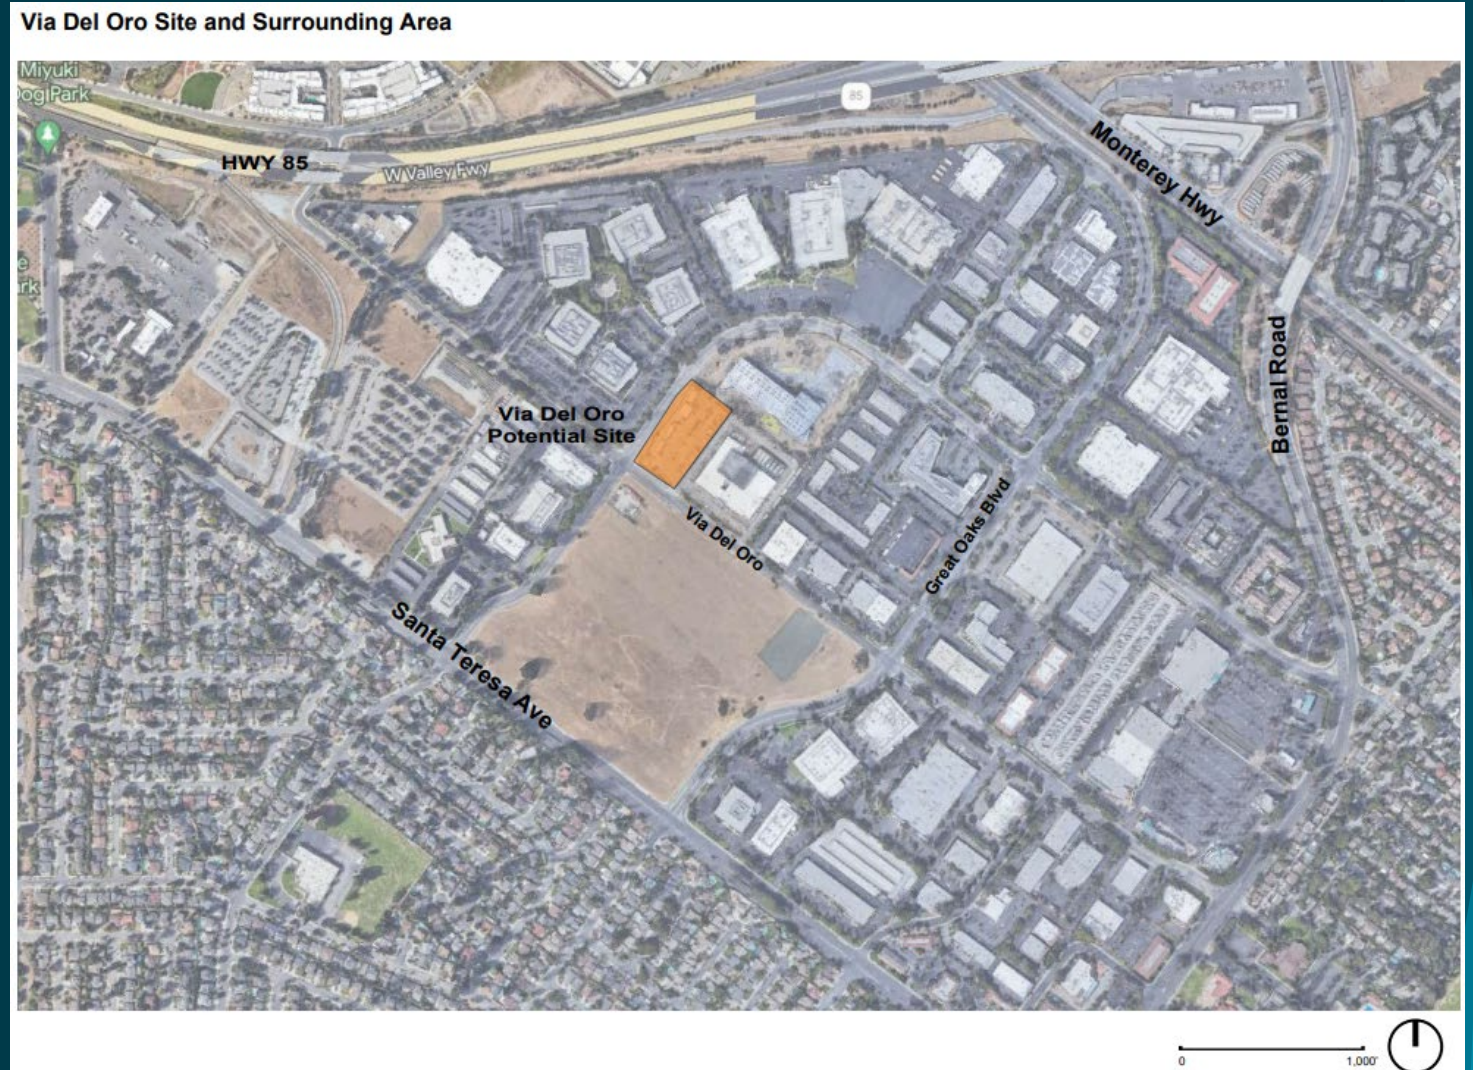 Via Del Oro Site and Surrounding Area
Miyuki
Dog Park
85
HWY 85
W Valley Fwy
Monterey Hwy
Bernal Road
Via Del Oro
Potential Site
Via Del Oro
Great Oaks Blvd
Santa Teresa Ave
0
1,000'